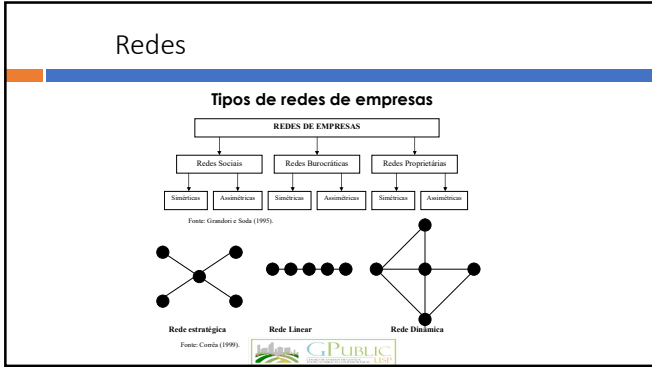 Redes
Tipos de redes de empresas
REDES DE EMPRESAS
Redes Sociais Redes Burocráticas Redes Proprietárias
Simétricas Assimétricas Simétricas Assimétricas Simétricas Assimétricas
Fonte: Grandori e Soda (1995).
Rede estratégica Rede Linear Rede Dinâmica
Fonte: Corrêa (1999).
GPUBLIC
USP